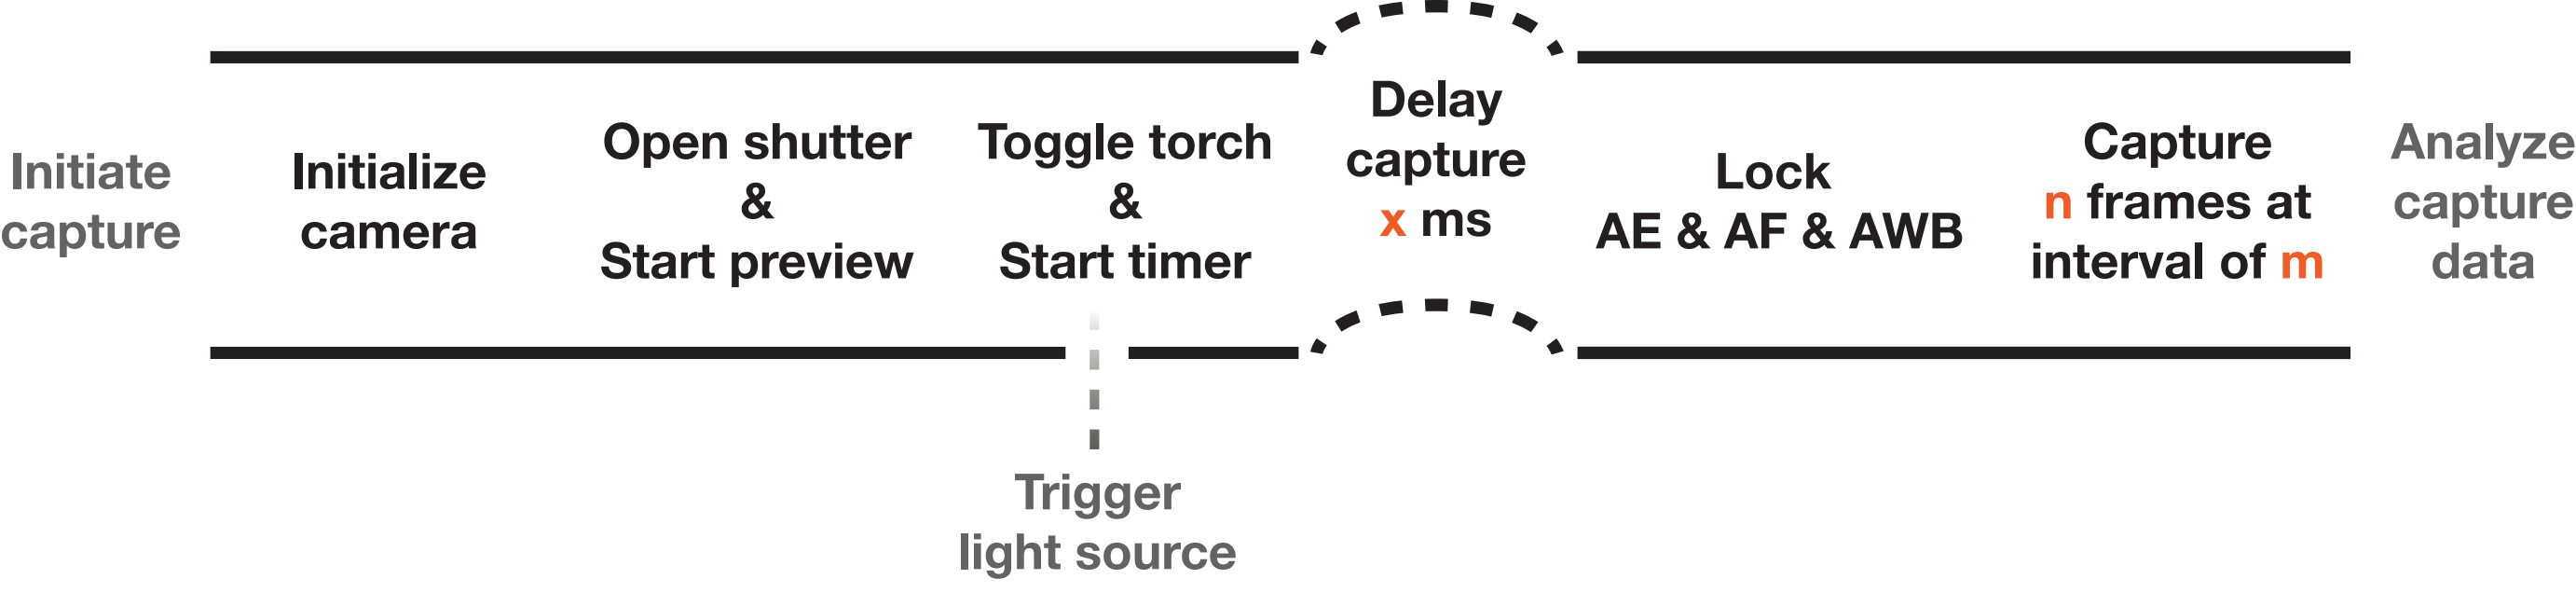 Initiate
capture
Initialize
camera
Open shutter
&
Start preview
Toggle torch
&
Start timer
Trigger
light source
Delay
capture
x ms
Lock
AE & AF & AWB
Capture
n frames at
interval of m
Analyze
capture
data